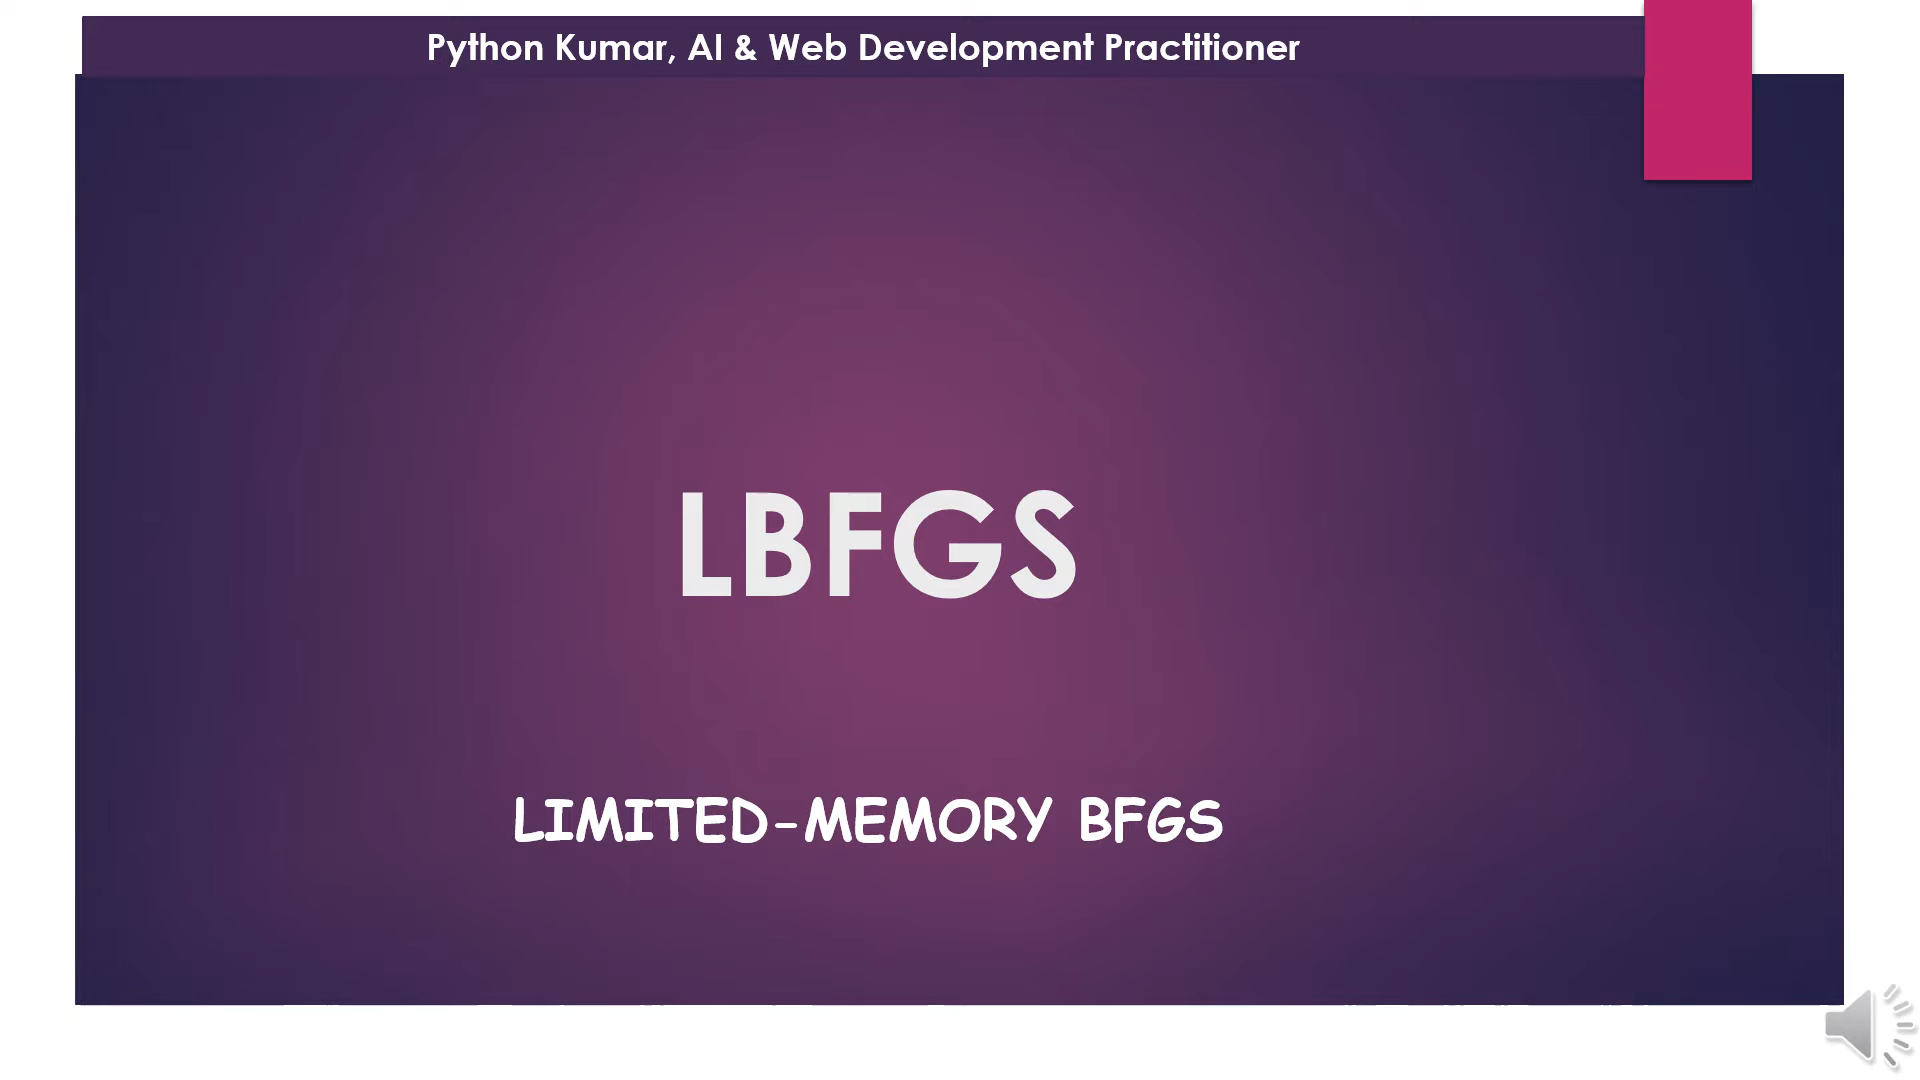 Python Kumar, AI & Web Development Practitioner
LBFGS
LIMITED-MEMORY BFGS